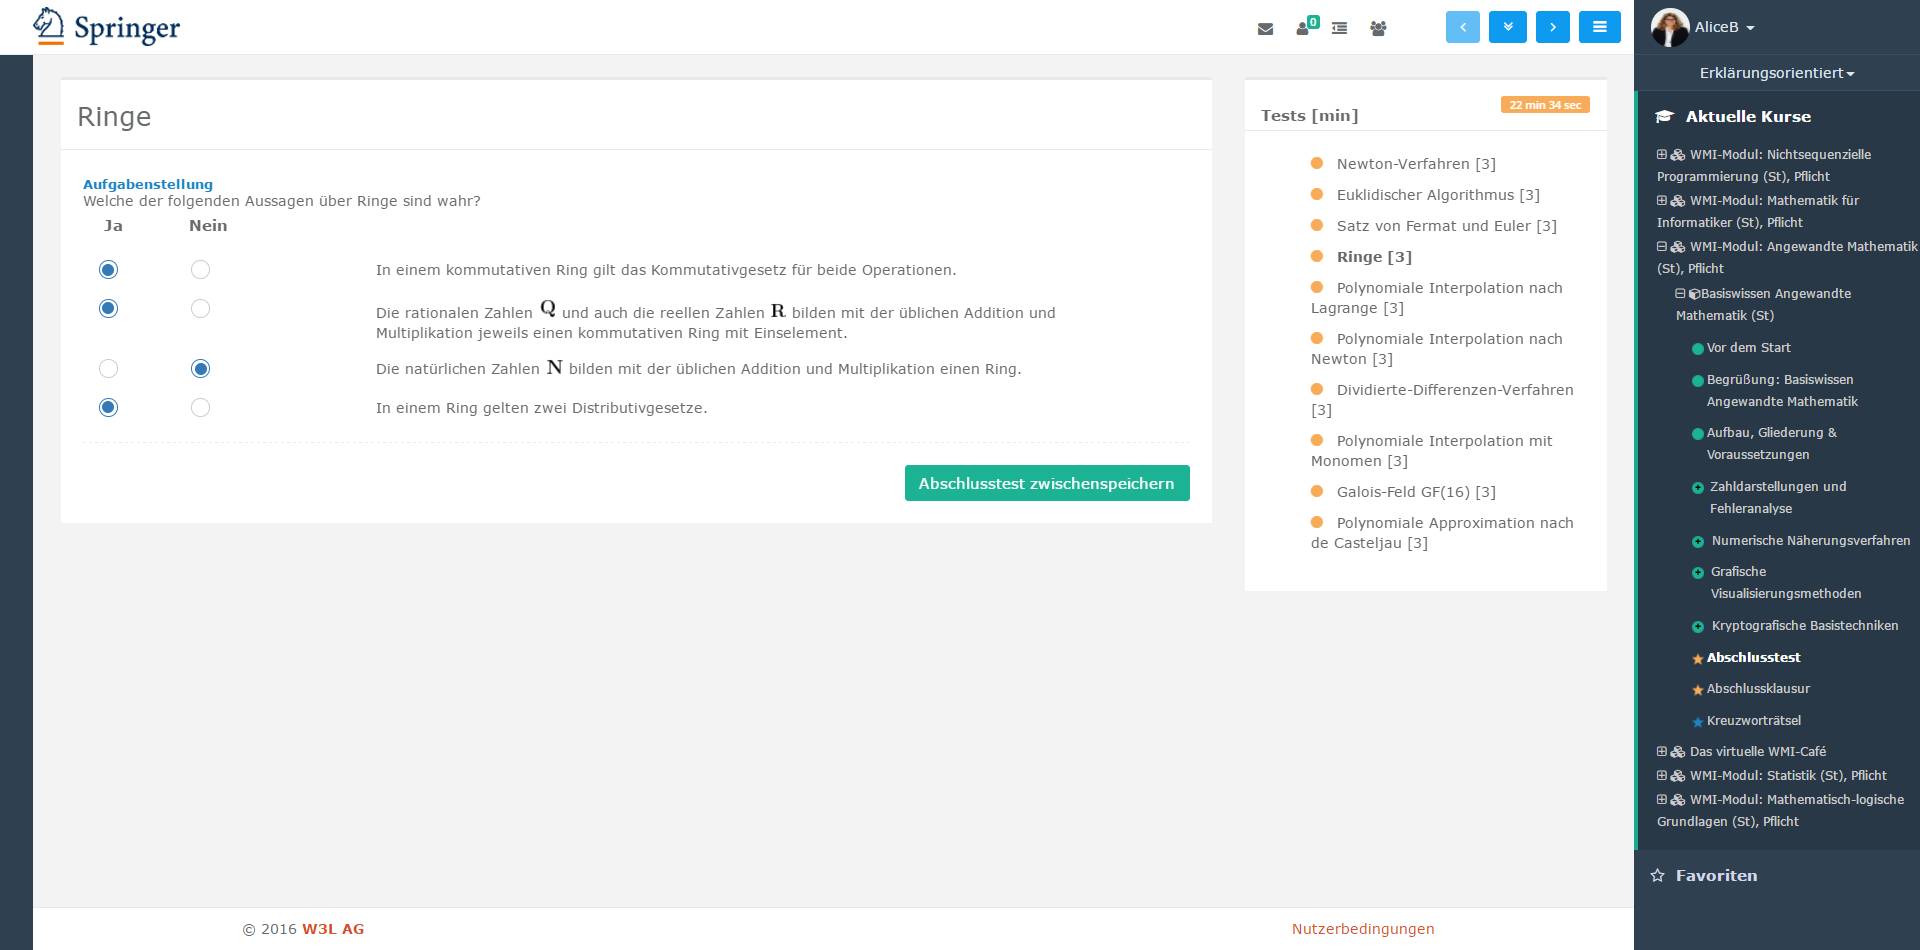 Springer
0
AliceB
Erklärungsorientiert
Ringe
Aufgabenstellung
Welche der folgenden Aussagen über Ringe sind wahr?
Ja Nein
In einem kommutativen Ring gilt das Kommutativgesetz für beide Operationen.
Die rationalen Zahlen Q und auch die reellen Zahlen R bilden mit der üblichen Addition und
Multiplikation jeweils einen kommutativen Ring mit Einselement.
Die natürlichen Zahlen N bilden mit der üblichen Addition und Multiplikation einen Ring.
In einem Ring gelten zwei Distributivgesetze.
Abschlusstest zwischenspeichern
Tests [min]
22 min 34 sec
Newton-Verfahren [3]
Euklidischer Algorithmus [3]
Satz von Fermat und Euler [3]
Ringe [3]
Polynomiale Interpolation nach
Lagrange [3]
Polynomiale Interpolation nach
Newton [3]
Dividierte-Differenzen-Verfahren
[3]
Polynomiale Interpolation mit
Monomen [3]
Galois-Feld GF(16) [3]
Polynomiale Approximation nach
de Casteljau [3]
Aktuelle Kurse
WMI-Modul: Nichtsequenzielle
Programmierung (St), Pflicht
WMI-Modul: Mathematik für
Informatiker (St), Pflicht
WMI-Modul: Angewandte Mathematik
(St), Pflicht
Basiswissen Angewandte
Mathematik (St)
Vor dem Start
Begrüßung: Basiswissen
Angewandte Mathematik
Aufbau, Gliederung &
Voraussetzungen
Zahldarstellungen und
Fehleranalyse
Numerische Näherungsverfahren
Grafische
Visualisierungsmethoden
Kryptografische Basistechniken
Abschlusstest
Abschlussklausur
Kreuzworträtsel
Das virtuelle WMI-Café
WMI-Modul: Statistik (St), Pflicht
WMI-Modul: Mathematisch-logische
Grundlagen (St), Pflicht
Favoriten
© 2016 W3L AG
Nutzerbedingungen